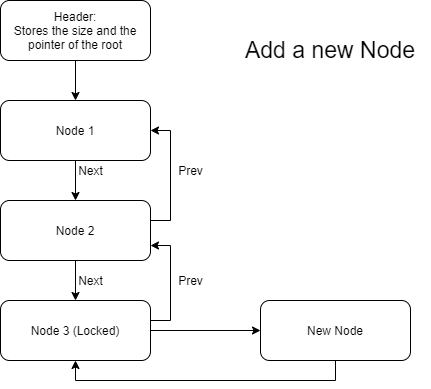 Header:
Stores the size and the
pointer of the root
Add a new Node
Node 1
Next
Prev
Node 2
Next
Prev
Node 3 (Locked)
New Node